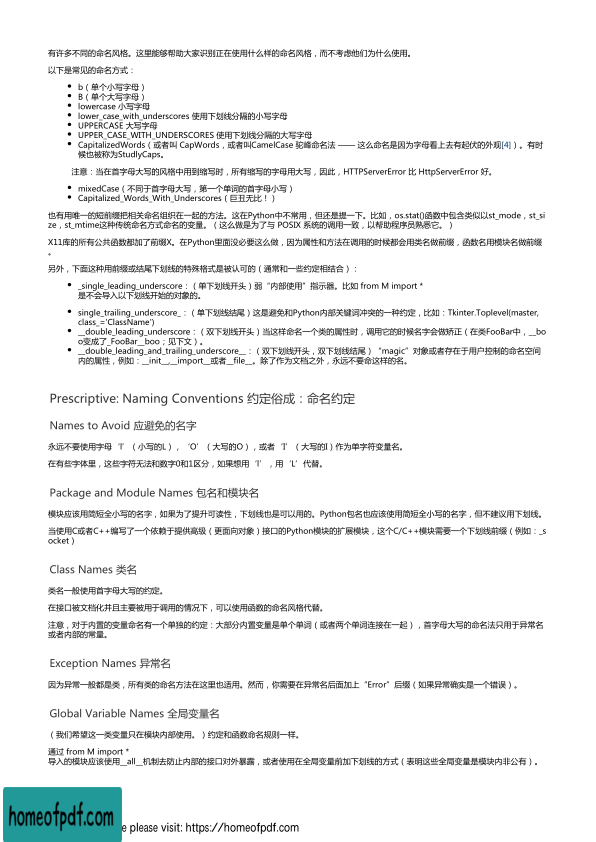 有许多不同的命名风格。这里能够帮助大家识别正在使用什么样的命名风格，而不考虑他们为什么使用。
以下是常见的命名方式：
b（单个小写字母）
B（单个大写字母）
lowercase 小写字母
lower_case_with_underscores 使用下划线分隔的小写字母
UPPERCASE 大写字母
UPPER_CASE_WITH_UNDERSCORES 使用下划线分隔的大写字母
CapitalizedWords（或者叫 CapWords，或者叫CamelCase 驼峰命名法 —— 这么命名是因为字母看上去有起伏的外观[4]）。有时
候也被称为StudlyCaps。
注意：当在首字母大写的风格中用到缩写时，所有缩写的字母用大写，因此，HTTPServerError 比 HttpServerError 好。
mixedCase（不同于首字母大写，第一个单词的首字母小写）
Capitalized_Words_With_Underscores（巨丑无比！）
也有用唯一的短前缀把相关命名组织在一起的方法。这在Python中不常用，但还是提一下。比如，os.stat()函数中包含类似以st_mode，st_si
ze，st_mtime这种传统命名方式命名的变量。（这么做是为了与 POSIX 系统的调用一致，以帮助程序员熟悉它。）
X11库的所有公共函数都加了前缀X。在Python里面没必要这么做，因为属性和方法在调用的时候都会用类名做前缀，函数名用模块名做前缀
。
另外，下面这种用前缀或结尾下划线的特殊格式是被认可的（通常和一些约定相结合）：
_single_leading_underscore：（单下划线开头）弱“内部使用”指示器。比如 from M import *
是不会导入以下划线开始的对象的。
single_trailing_underscore_：（单下划线结尾）这是避免和Python内部关键词冲突的一种约定，比如：Tkinter.Toplevel(master,
class_=’ClassName’)
__double_leading_underscore：（双下划线开头）当这样命名一个类的属性时，调用它的时候名字会做矫正（在类FooBar中，__bo
o变成了_FooBar__boo；见下文）。
__double_leading_and_trailing_underscore__：（双下划线开头，双下划线结尾）“magic”对象或者存在于用户控制的命名空间
内的属性，例如：__init__,__import__或者__file__。除了作为文档之外，永远不要命这样的名。
Prescriptive: Naming Conventions 约定俗成：命名约定
Names to Avoid 应避免的名字
永远不要使用字母‘l’（小写的L），‘O’（大写的O），或者‘I’（大写的I）作为单字符变量名。
在有些字体里，这些字符无法和数字0和1区分，如果想用‘l’，用‘L’代替。
Package and Module Names 包名和模块名
模块应该用简短全小写的名字，如果为了提升可读性，下划线也是可以用的。Python包名也应该使用简短全小写的名字，但不建议用下划线。
当使用C或者C++编写了一个依赖于提供高级（更面向对象）接口的Python模块的扩展模块，这个C/C++模块需要一个下划线前缀（例如：_s
ocket）
Class Names 类名
类名一般使用首字母大写的约定。
在接口被文档化并且主要被用于调用的情况下，可以使用函数的命名风格代替。
注意，对于内置的变量命名有一个单独的约定：大部分内置变量是单个单词（或者两个单词连接在一起），首字母大写的命名法只用于异常名
或者内部的常量。
Exception Names 异常名
因为异常一般都是类，所有类的命名方法在这里也适用。然而，你需要在异常名后面加上“Error”后缀（如果异常确实是一个错误）。
Global Variable Names 全局变量名
（我们希望这一类变量只在模块内部使用。）约定和函数命名规则一样。
通过 from M import *
导入的模块应该使用__all__机制去防止内部的接口对外暴露，或者使用在全局变量前加下划线的方式（表明这些全局变量是模块内非公有）。
homeofpdf.com
e please visit: https://homeofpdf.com